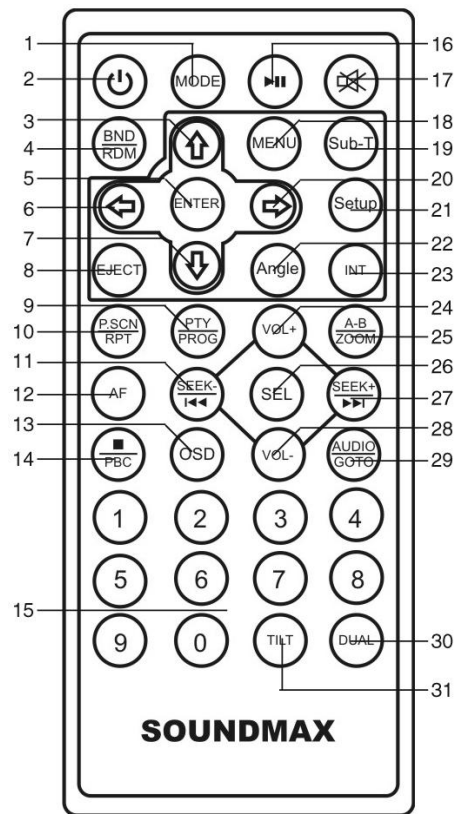 1 16
2 MODE 17
3 18
BND MENU Sub-T
4 RDM 19
5 20
6 ENTER Setup 21
7 22
8 EJECT Angle INT 23
9 24
P.SCN PTY VOL+ A-B
10 RPT PROG ZOOM 25
11 26
12 AF SEEK- SEL SEEK+ 27
13 28
14 PBC OSD VOL- AUDIO
GOTO 29
1 2 3 4
5 6 7 8
15
9 0 TILT DUAL 30
31
SOUNDMAX